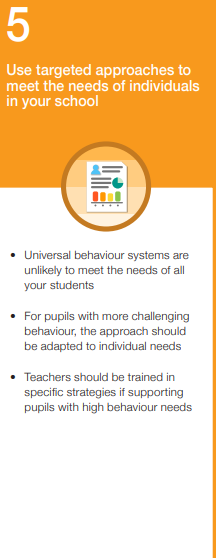 5
Use targeted approaches to
meet the needs of individuals
in your school
• Universal behaviour systems are
unlikely to meet the needs of all
your students
• For pupils with more challenging
behaviour, the approach should
be adapted to individual needs
• Teachers should be trained in
specific strategies if supporting
pupils with high behaviour needs